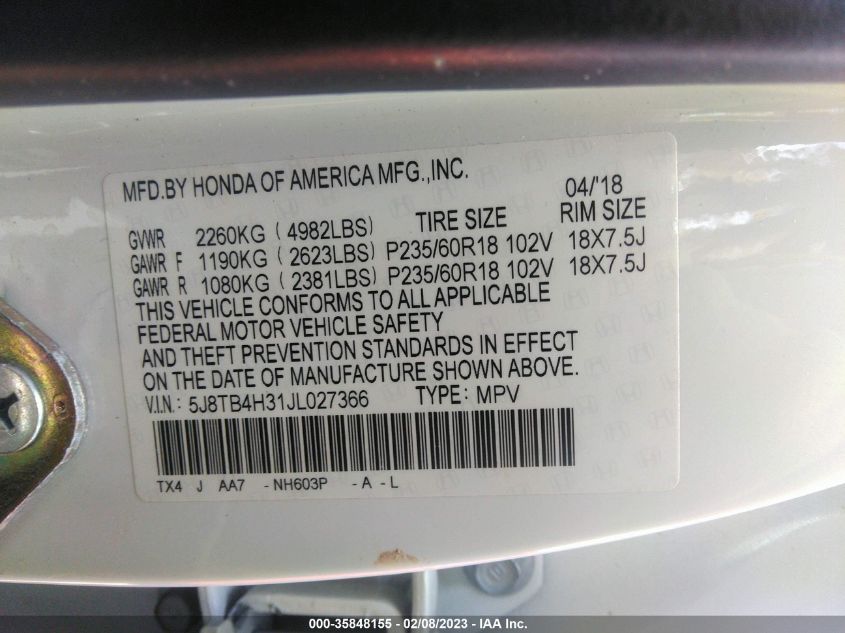 MFD.BY HONDA OF AMERICA MFG.,INC. 04/'18
GVWR 2260KG ( 4982LBS) TIRE SIZE RIM SIZE
GAWR F 1190KG ( 2623LBS) P235/60R18 102V 18X7.5J
GAWR R 1080KG ( 2381LBS) P235/60R18 102V 18X7.5J
THIS VEHICLE CONFORMS TO ALL APPLICABLE
FEDERAL MOTOR VEHICLE SAFETY
AND THEFT PREVENTION STANDARDS IN EFFECT
ON THE DATE OF MANUFACTURE SHOWN ABOVE.
V.I.N.: 5J8TB4H31JL027366 TYPE: MPV
TX4 J AA7 -NH603P -A -L
000-35848155 - 02/08/2023 - IAA Inc.